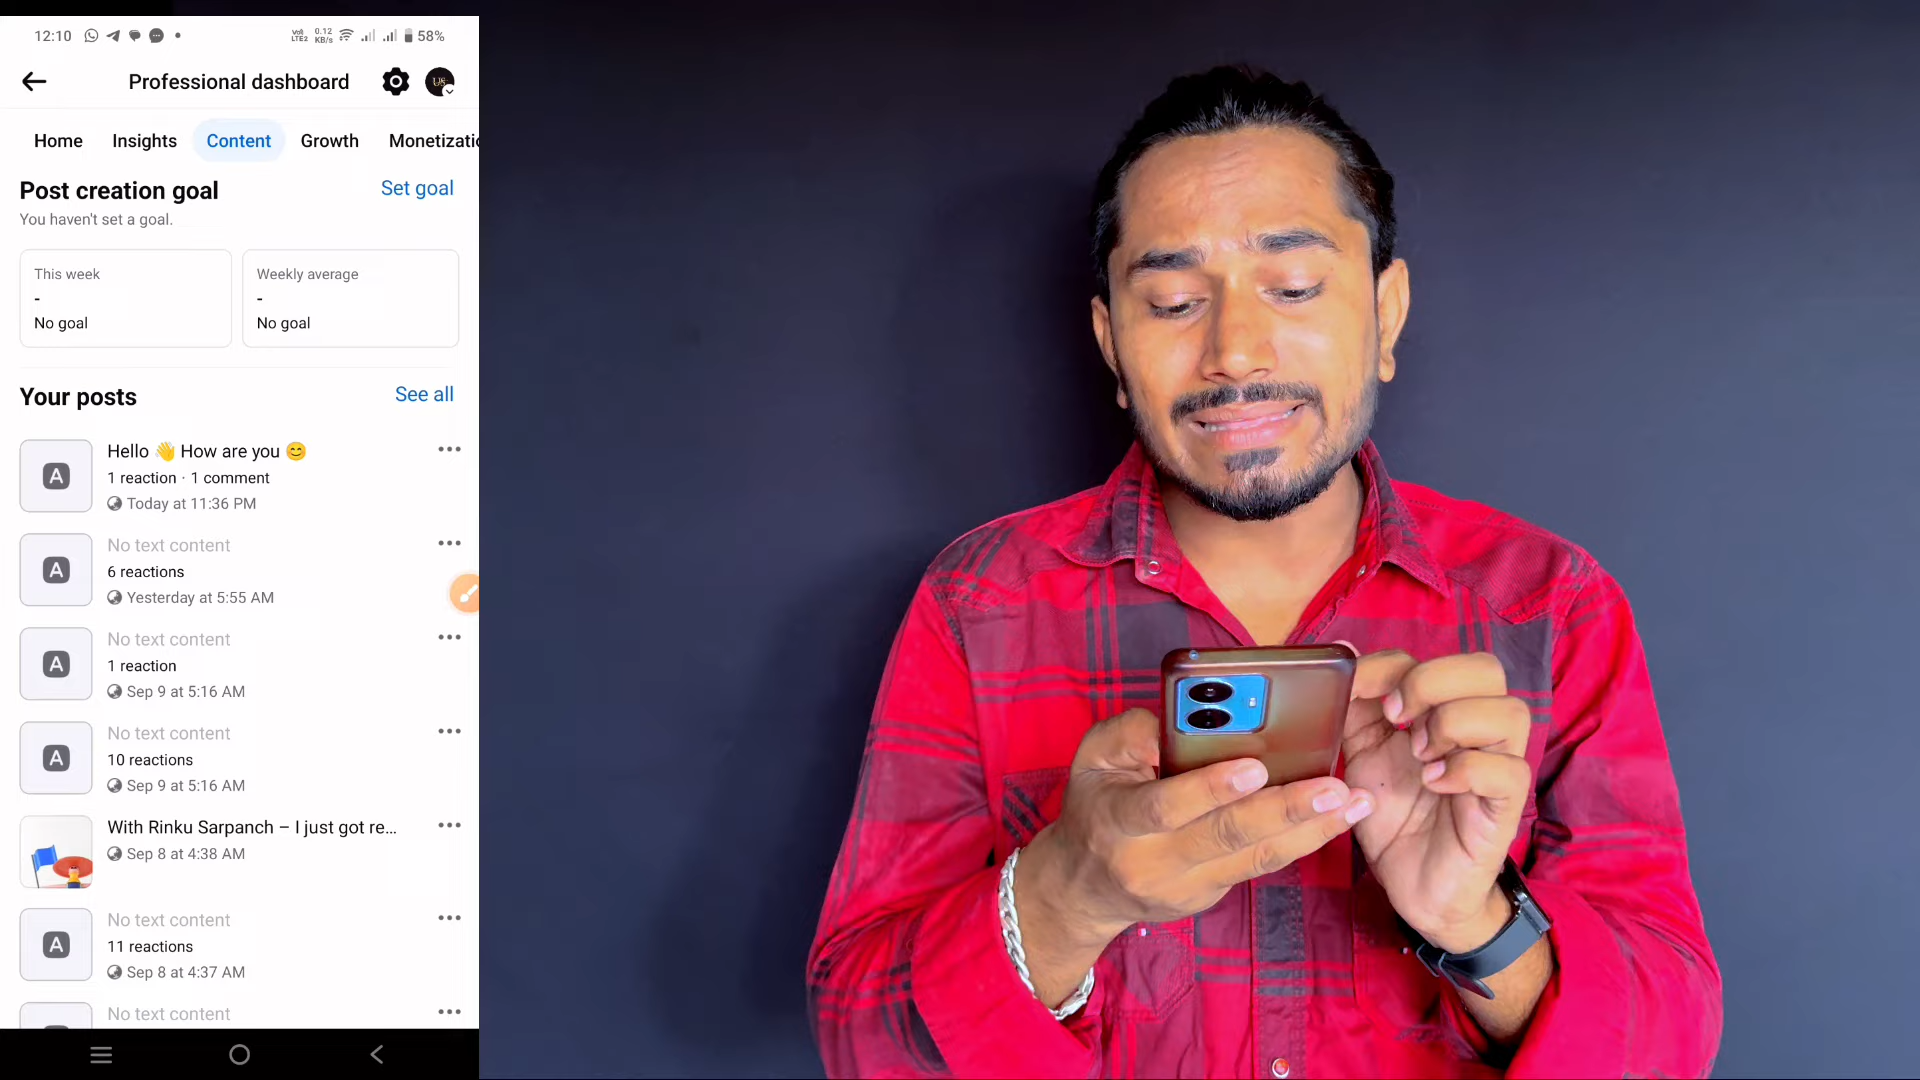 12:10
Vo)) LTE2 0.12 KB/s 58%
Professional dashboard
Home Insights Content Growth Monetizatio
Post creation goal Set goal
You haven't set a goal.
This week
-
No goal
Weekly average
-
No goal
Your posts See all
A
Hello 👋 How are you 😊
1 reaction · 1 comment
Today at 11:36 PM
A
No text content
6 reactions
Yesterday at 5:55 AM
A
No text content
1 reaction
Sep 9 at 5:16 AM
A
No text content
10 reactions
Sep 9 at 5:16 AM
With Rinku Sarpanch – I just got re...
Sep 8 at 4:38 AM
A
No text content
11 reactions
Sep 8 at 4:37 AM
No text content